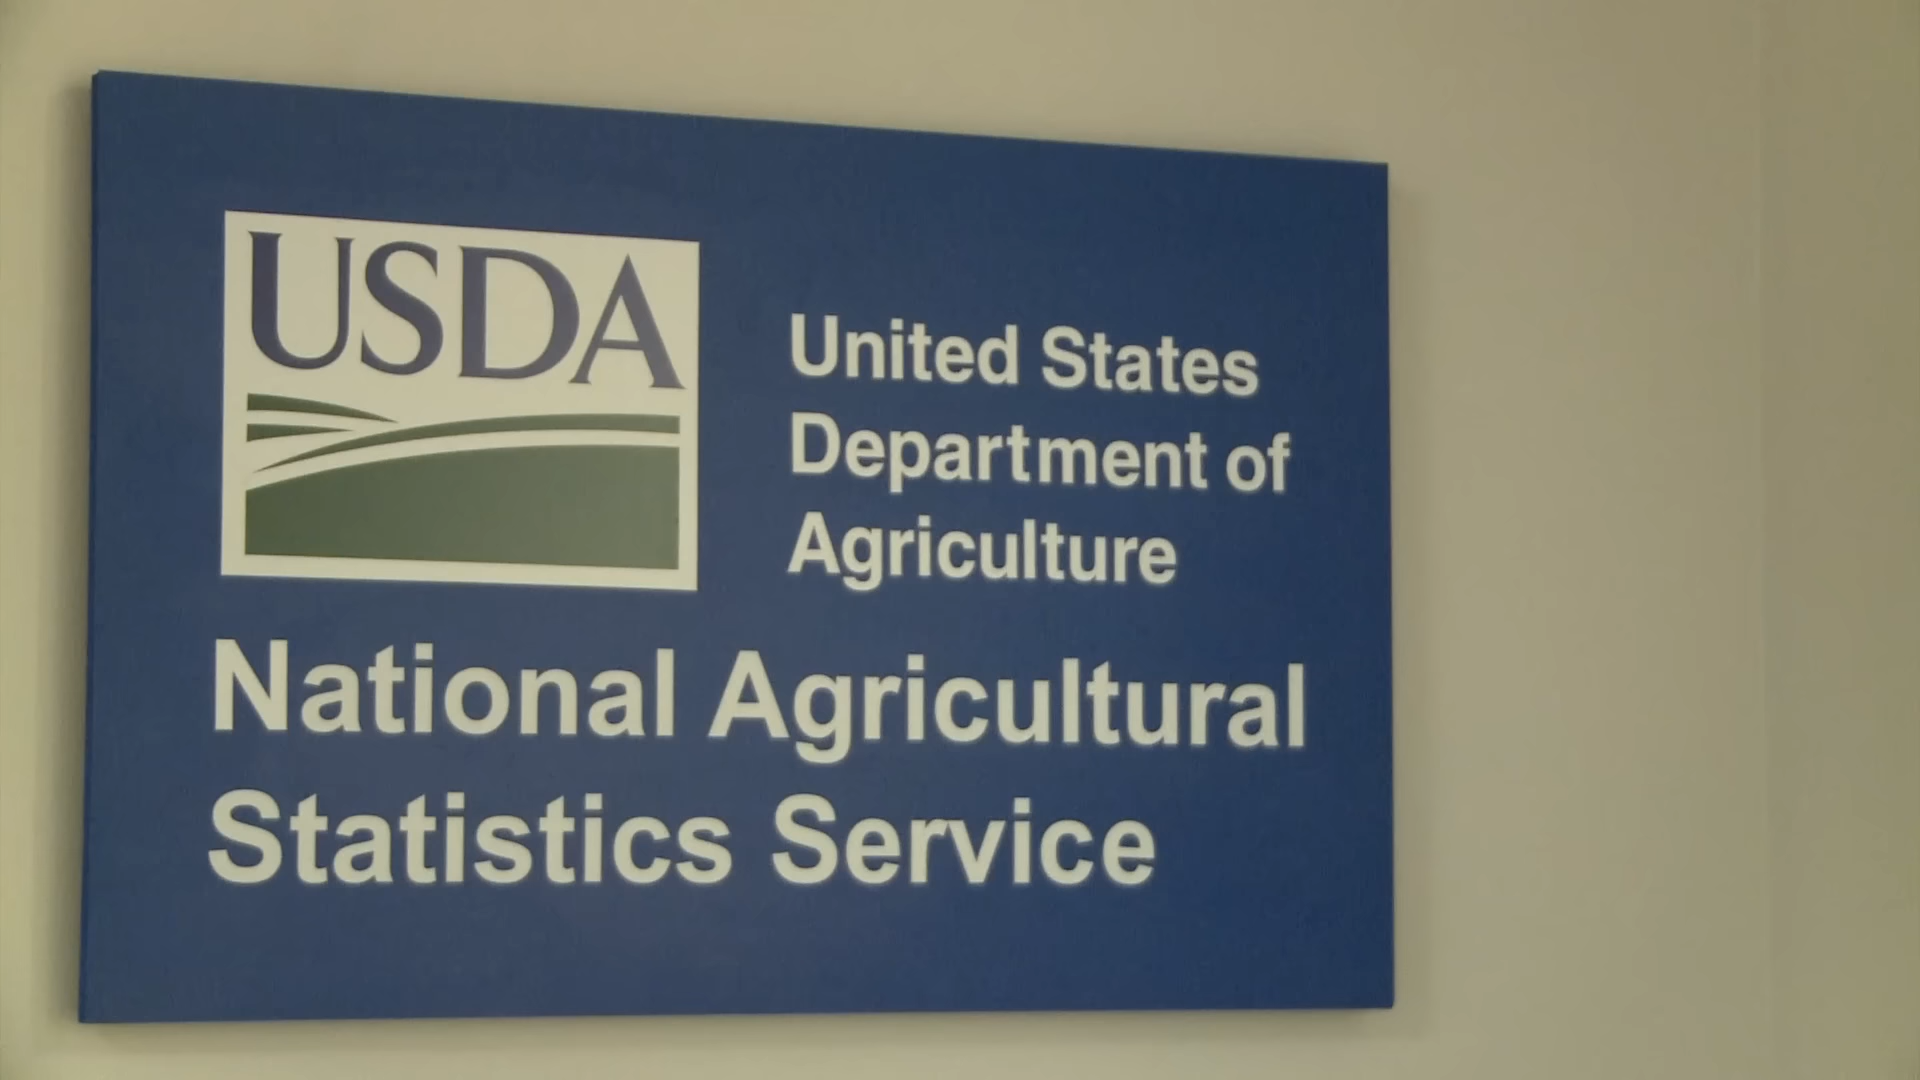 USDA
United States
Department of
Agriculture
National Agricultural
Statistics Service